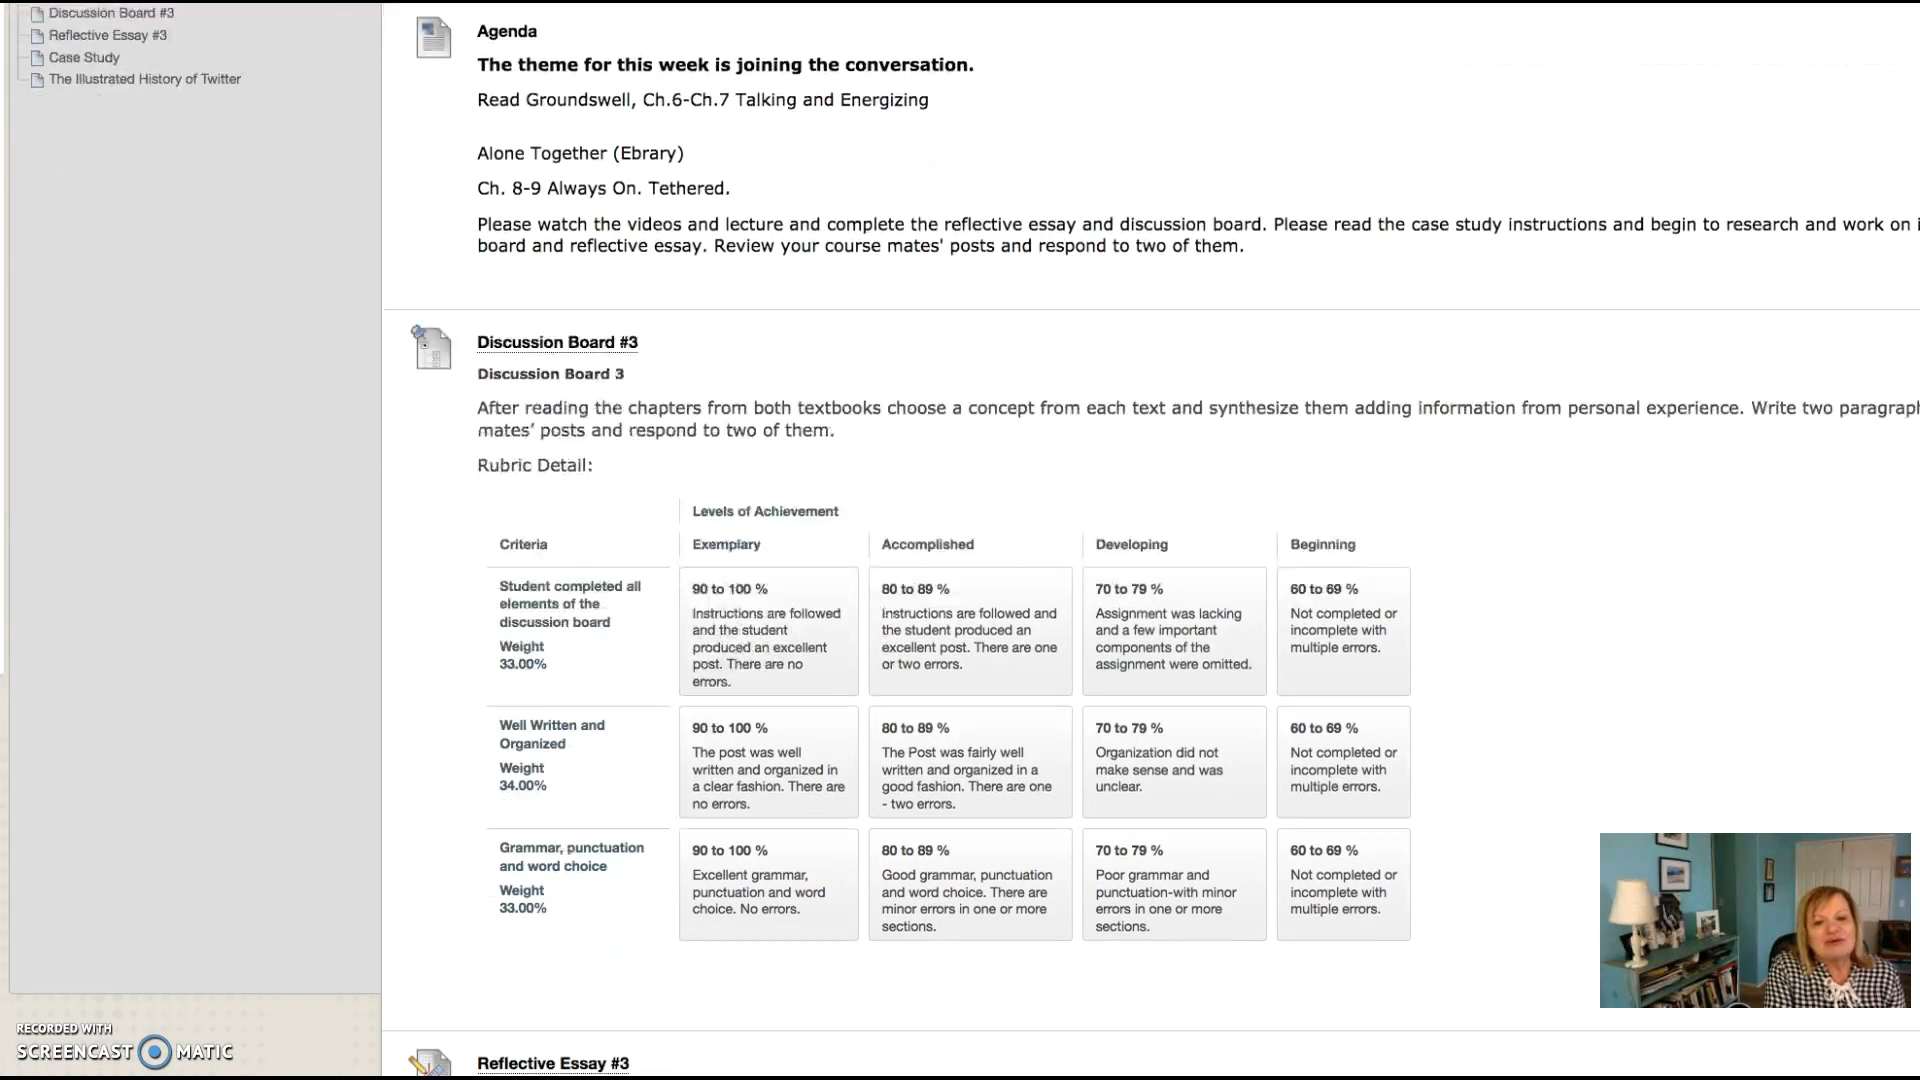 Discussion Board #3
Reflective Essay #3
Case Study
The Illustrated History of Twitter
Agenda
The theme for this week is joining the conversation.
Read Groundswell, Ch.6-Ch.7 Talking and Energizing
Alone Together (Ebrary)
Ch. 8-9 Always On. Tethered.
Please watch the videos and lecture and complete the reflective essay and discussion board. Please read the case study instructions and begin to research and work on
board and reflective essay. Review your course mates' posts and respond to two of them.
Discussion Board #3
Discussion Board 3
After reading the chapters from both textbooks choose a concept from each text and synthesize them adding information from personal experience. Write two paragraph
mates' posts and respond to two of them.
Rubric Detail:
Levels of Achievement
Criteria
Exemplary
Accomplished
Developing
Beginning
Student completed all
elements of the
discussion board
Weight
33.00%
90 to 100 %
Instructions are followed
and the student
produced an excellent
post. There are no
errors.
80 to 89 %
Instructions are followed and
the student produced an
excellent post. There are one
or two errors.
70 to 79 %
Assignment was lacking
and a few important
components of the
assignment were omitted.
60 to 69 %
Not completed or
incomplete with
multiple errors.
Well Written and
Organized
Weight
34.00%
90 to 100 %
The post was well
written and organized in
a clear fashion. There are
no errors.
80 to 89 %
The Post was fairly well
written and organized in a
good fashion. There are one
- two errors.
70 to 79 %
Organization did not
make sense and was
unclear.
60 to 69 %
Not completed or
incomplete with
multiple errors.
Grammar, punctuation
and word choice
Weight
33.00%
90 to 100 %
Excellent grammar,
punctuation and word
choice. No errors.
80 to 89 %
Good grammar, punctuation
and word choice. There are
minor errors in one or more
sections.
70 to 79 %
Poor grammar and
punctuation-with minor
errors in one or more
sections.
60 to 69 %
Not completed or
incomplete with
multiple errors.
Reflective Essay #3
RECORDED WITH
SCREENCAST MATIC